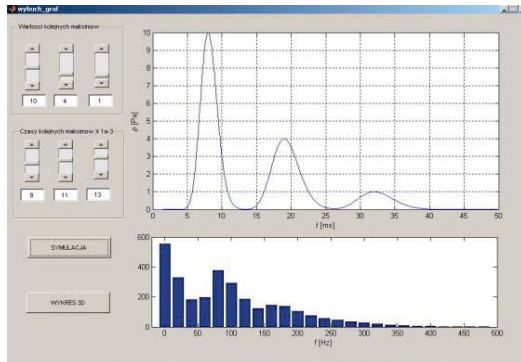 wybuch_graf
Wartosci kolejnych maksimow
10 4 1
Czasy kolejnych maksimow X 1e-3
8 11 13
SYMULACJA
WYKRES 3D
10
9
8
7
6
5
4
3
2
1
0
p [Pa]
0 5 10 15 20 25 30 35 40 45 50
t [ms]
600
400
200
0
0 50 100 150 200 250 300 350 400 450 500
f [Hz]